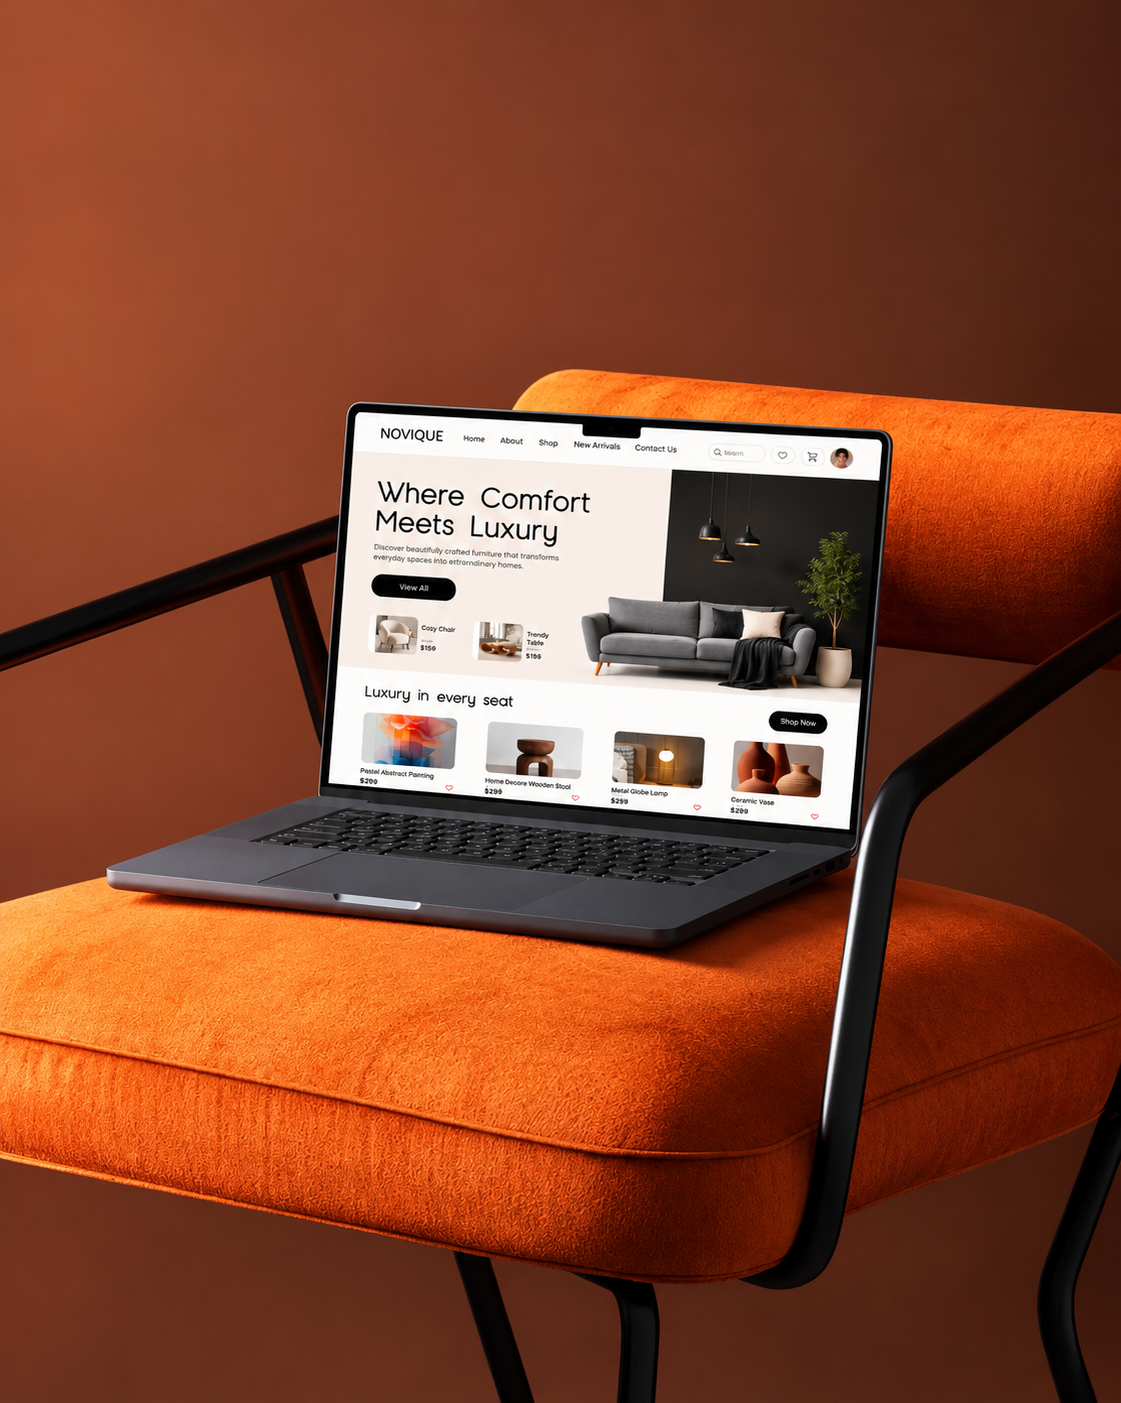 NOVIQUE
Home
About
Shop
New Arrivals
Contact Us
Search
Where Comfort
Meets Luxury
Discover beautifully crafted furniture that transforms
everyday spaces into
homes.
View All
Cozy Chair
$159
Trendy
Table
$199
Luxury in every seat
Shop Now
Pastel Abstract Painting
$299
Home Decore Wooden Stool
$299
Metal Globe Lamp
$259
Ceramic Vase
$299